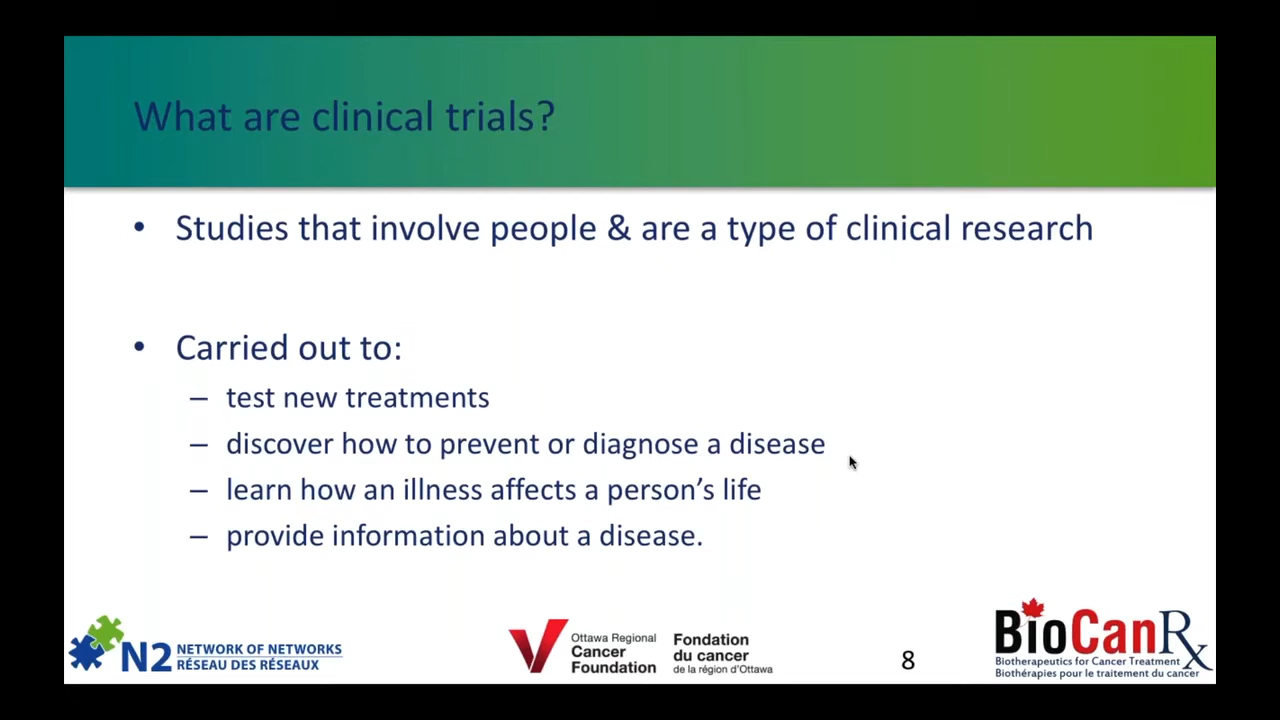 What are clinical trials?
• Studies that involve people & are a type of clinical research
• Carried out to:
– test new treatments
– discover how to prevent or diagnose a disease
– learn how an illness affects a person's life
– provide information about a disease.
N2 NETWORK OF NETWORKS
RÉSEAU DES RÉSEAUX
Ottawa Regional
Cancer
Foundation
Fondation
du cancer
de la région d'Ottawa
8
BioCanRx
Biotherapeutics for Cancer Treatment
Biothérapies pour le traitement du cancer